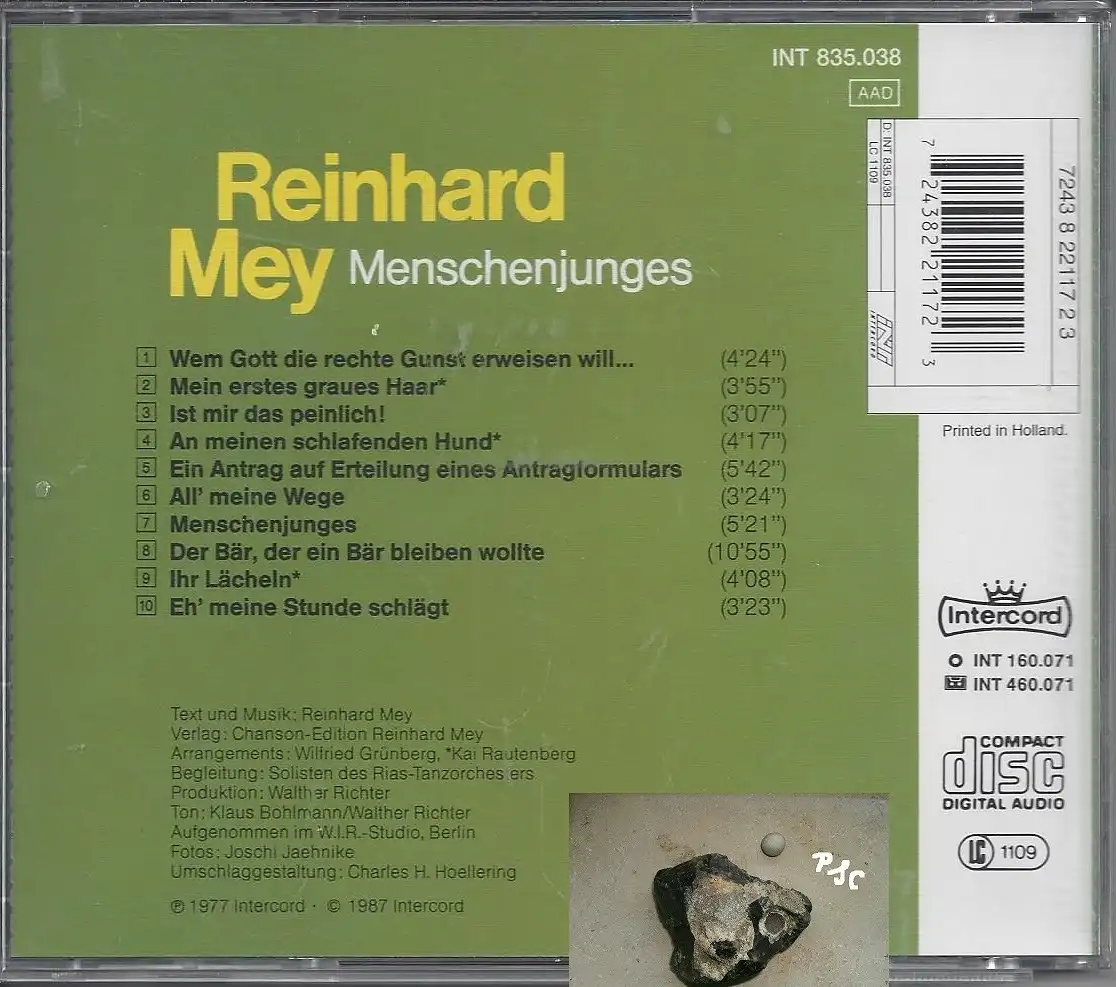 INT 835.038
AAD
Reinhard
Mey Menschenjunges
1 Wem Gott die rechte Gunst erweisen will... (4'24")
2 Mein erstes graues Haar* (3'55")
3 Ist mir das peinlich! (3'07")
4 An meinen schlafenden Hund* (4'17")
5 Ein Antrag auf Erteilung eines Antragformulars (5'42")
6 All' meine Wege (3'24")
7 Menschenjunges (5'21")
8 Der Bär, der ein Bär bleiben wollte (10'55")
9 Ihr Lächeln* (4'08")
10 Eh' meine Stunde schlägt (3'23")
Text und Musik: Reinhard Mey
Verlag: Chanson-Edition Reinhard Mey
Arrangements: Wilfried Grünberg, *Kai Rautenberg
Begleitung: Solisten des Rias-Tanzorchesters
Produktion: Walther Richter
Ton: Klaus Bohlmann/Walther Richter
Aufgenommen im W.I.R.-Studio, Berlin
Fotos: Joschi Jaehnike
Umschlaggestaltung: Charles H. Hoellering
℗ 1977 Intercord · © 1987 Intercord
D: INT 835.038
LC 1109
INT
intercord
7 24382 21172 3
7243 8 22117 2 3
Printed in Holland.
Intercord
INT 160.071
INT 460.071
COMPACT
disc
DIGITAL AUDIO
LC 1109
PSC